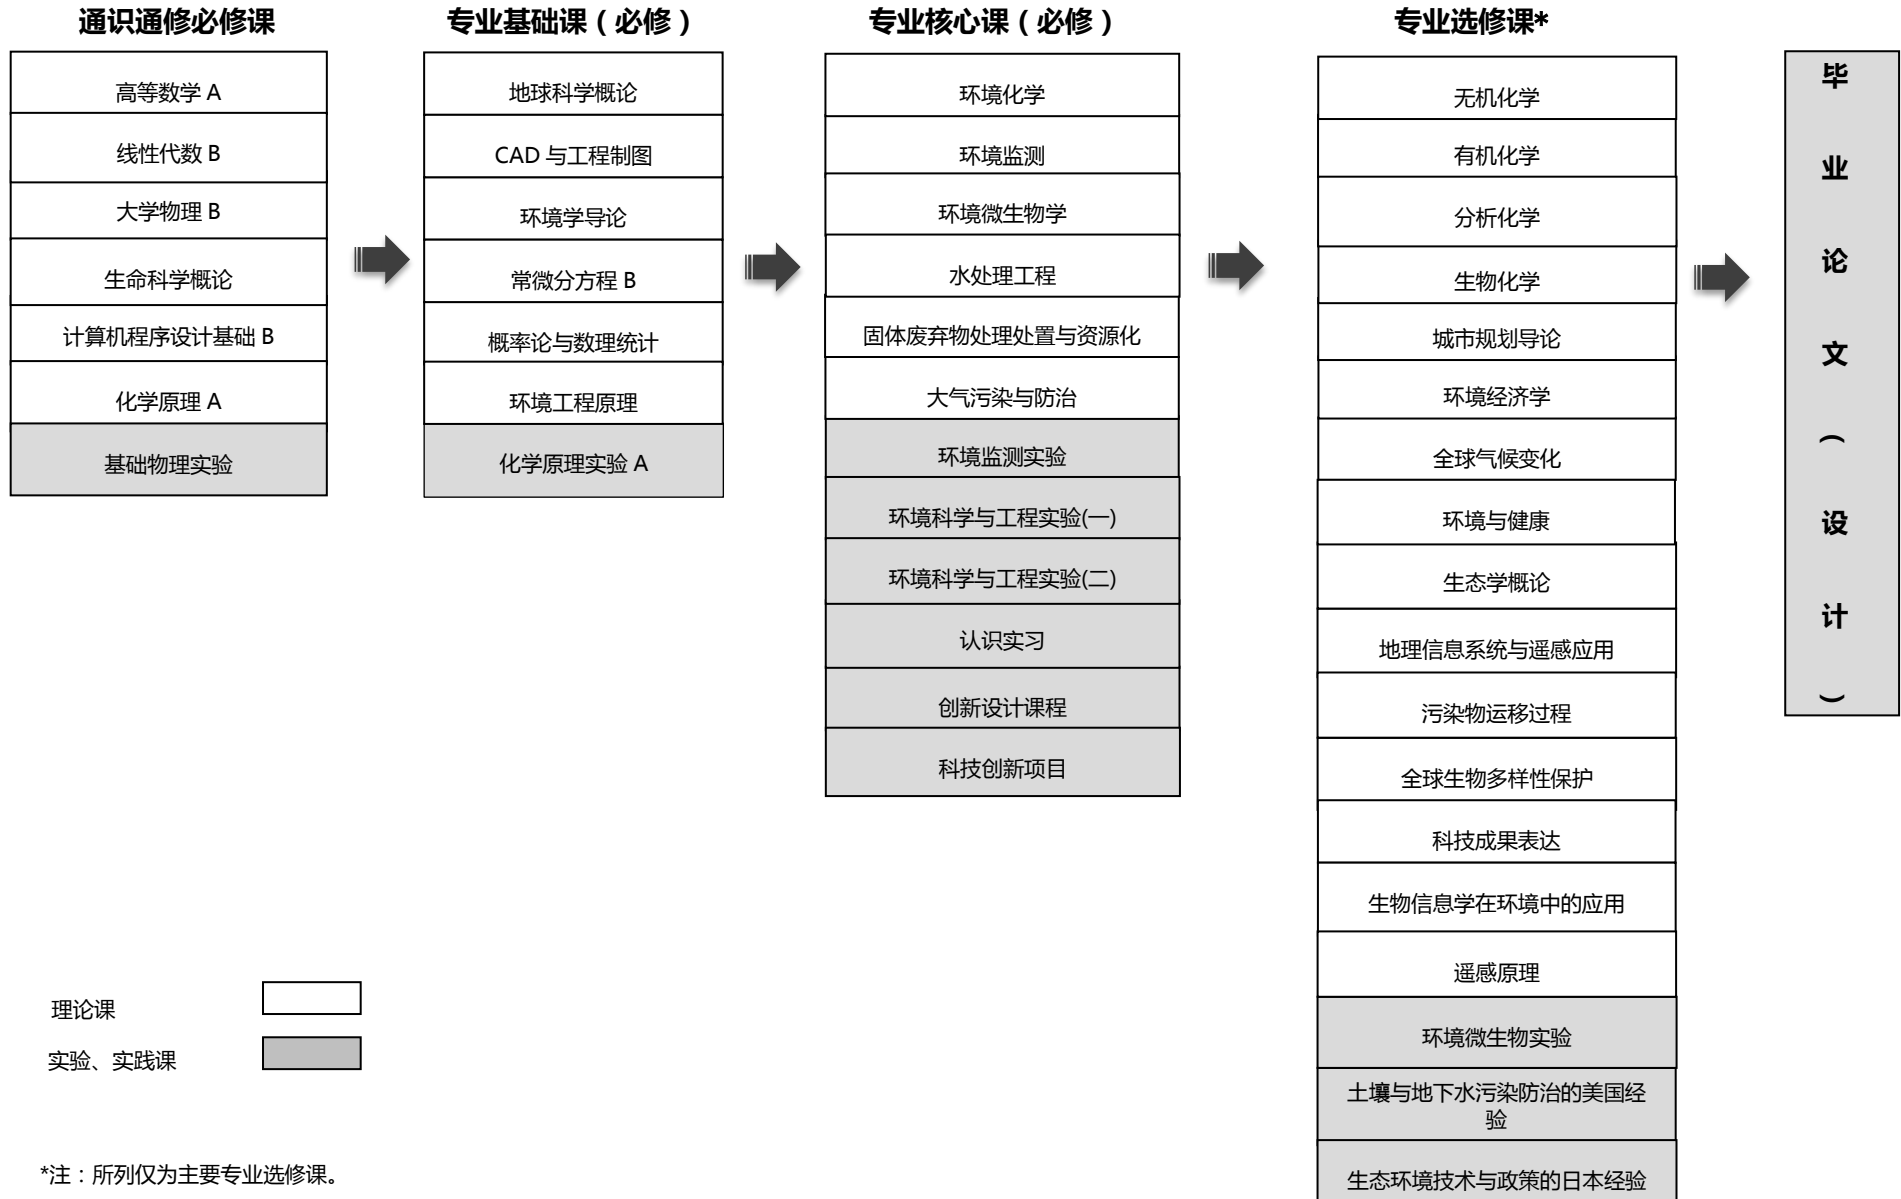 通识通修必修课
高等数学 A
线性代数 B
大学物理 B
生命科学概论
计算机程序设计基础 B
化学原理 A
基础物理实验
专业基础课（必修）
地球科学概论
CAD 与工程制图
环境学导论
常微分方程 B
概率论与数理统计
环境工程原理
化学原理实验 A
专业核心课（必修）
环境化学
环境监测
环境微生物学
水处理工程
固体废弃物处理处置与资源化
大气污染与防治
环境监测实验
环境科学与工程实验(一)
环境科学与工程实验(二)
认识实习
创新设计课程
科技创新项目
专业选修课*
无机化学
有机化学
分析化学
生物化学
城市规划导论
环境经济学
全球气候变化
环境与健康
生态学概论
地理信息系统与遥感应用
污染物运移过程
全球生物多样性保护
科技成果表达
生物信息学在环境中的应用
遥感原理
环境微生物实验
土壤与地下水污染防治的美国经
验
生态环境技术与政策的日本经验
毕业论文（设计）
理论课
实验、实践课
*注：所列仅为主要专业选修课。